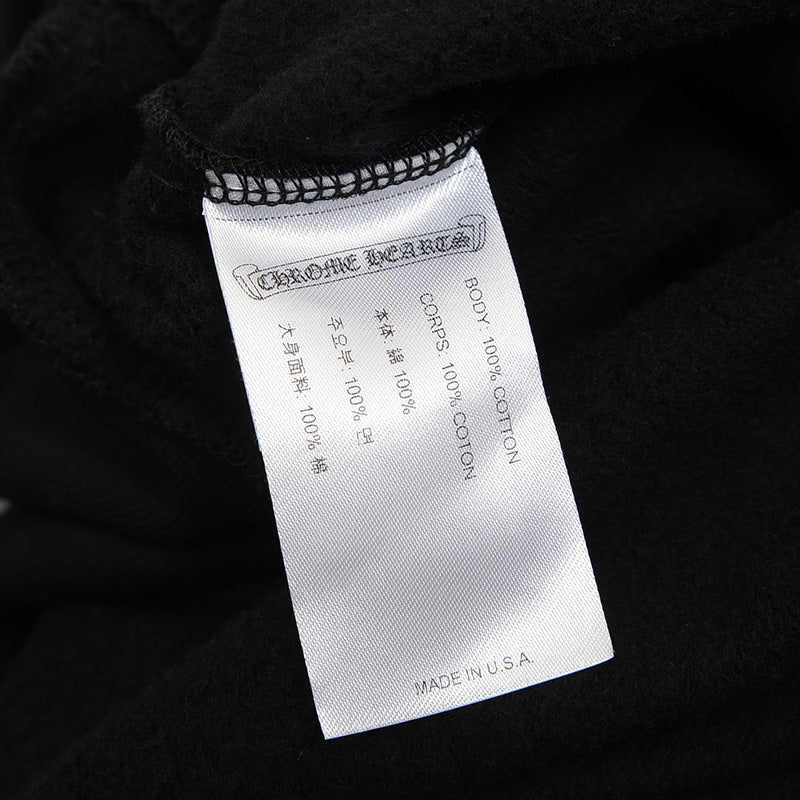 CHROME HEARTS
BODY: 100% COTTON
CORPS: 100% COTON
本体: 綿 100%
주요부: 100% 면
大身面料: 100% 棉
MADE IN U.S.A.